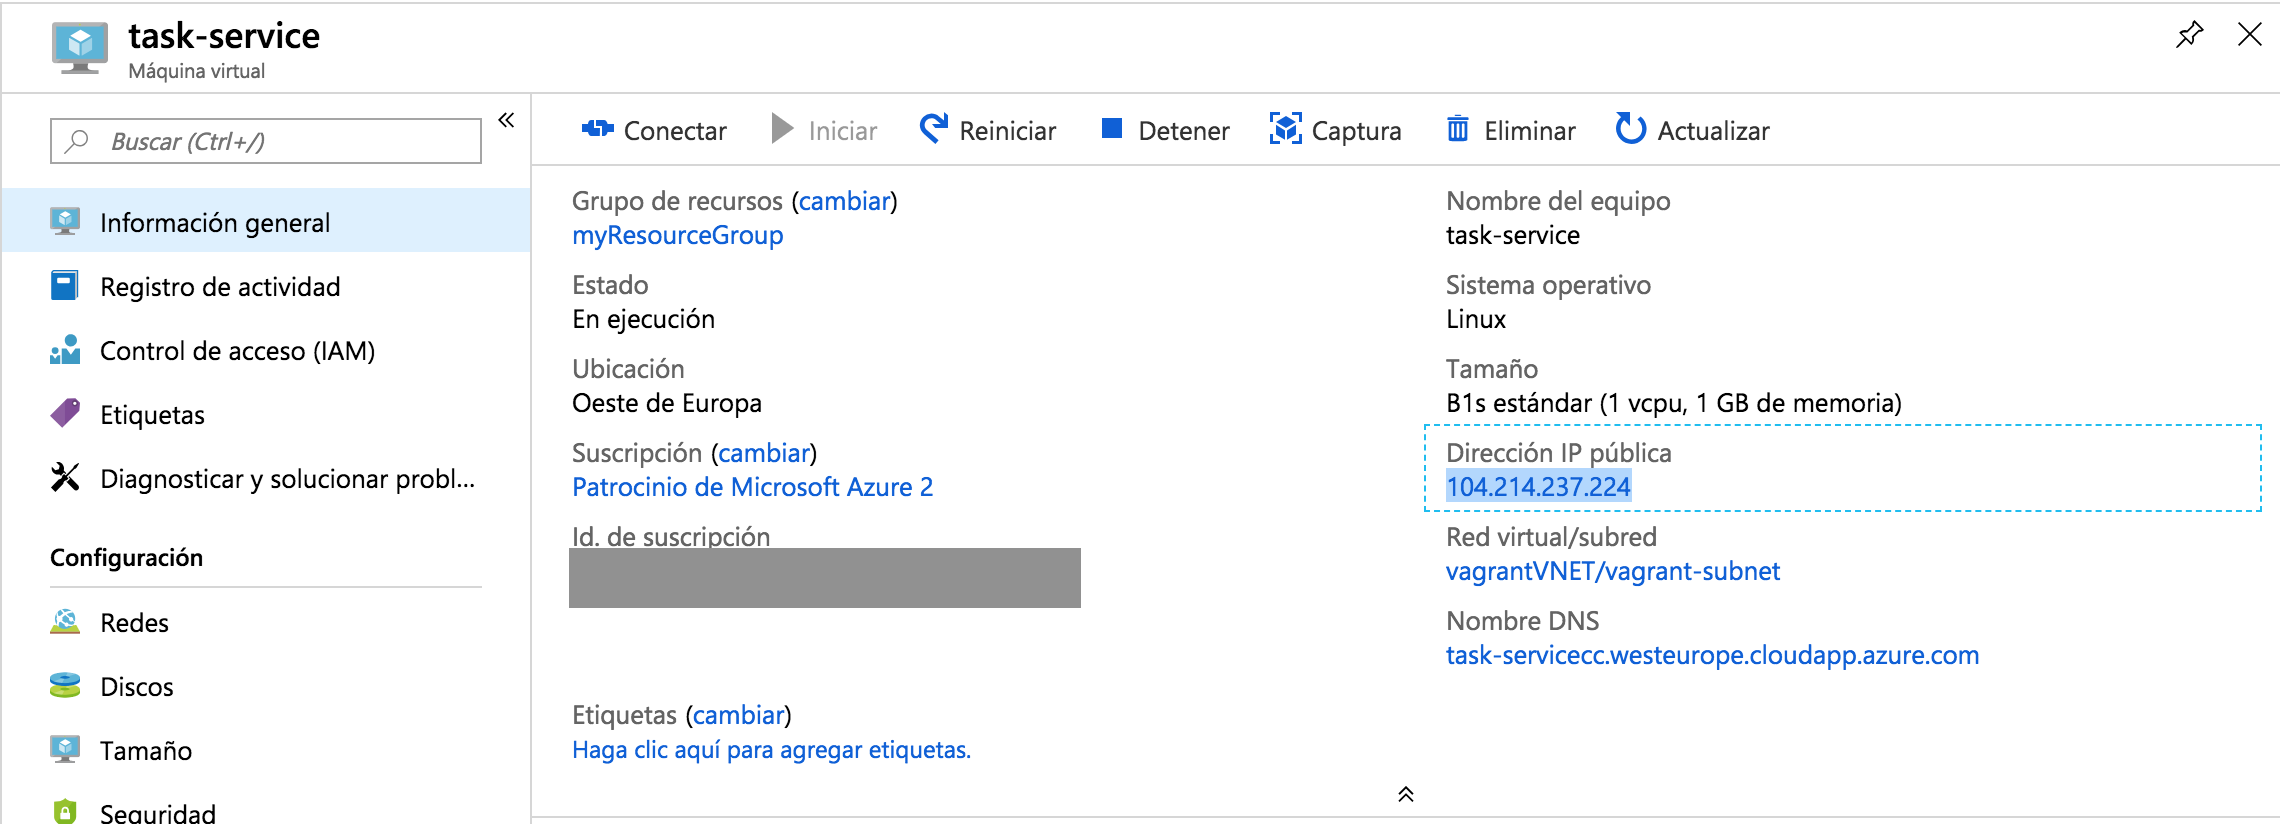 task-service
Máquina virtual
Buscar (Ctrl+/)
«
Información general
Registro de actividad
Control de acceso (IAM)
Etiquetas
Diagnosticar y solucionar probl...
Configuración
Redes
Discos
Tamaño
Seguridad
Conectar Iniciar Reiniciar Detener Captura Eliminar Actualizar
Grupo de recursos (cambiar)
myResourceGroup
Estado
En ejecución
Ubicación
Oeste de Europa
Suscripción (cambiar)
Patrocinio de Microsoft Azure 2
Id. de suscripción
Etiquetas (cambiar)
Haga clic aquí para agregar etiquetas.
Nombre del equipo
task-service
Sistema operativo
Linux
Tamaño
B1s estándar (1 vcpu, 1 GB de memoria)
Dirección IP pública
104.214.237.224
Red virtual/subred
vagrantVNET/vagrant-subnet
Nombre DNS
task-servicecc.westeurope.cloudapp.azure.com